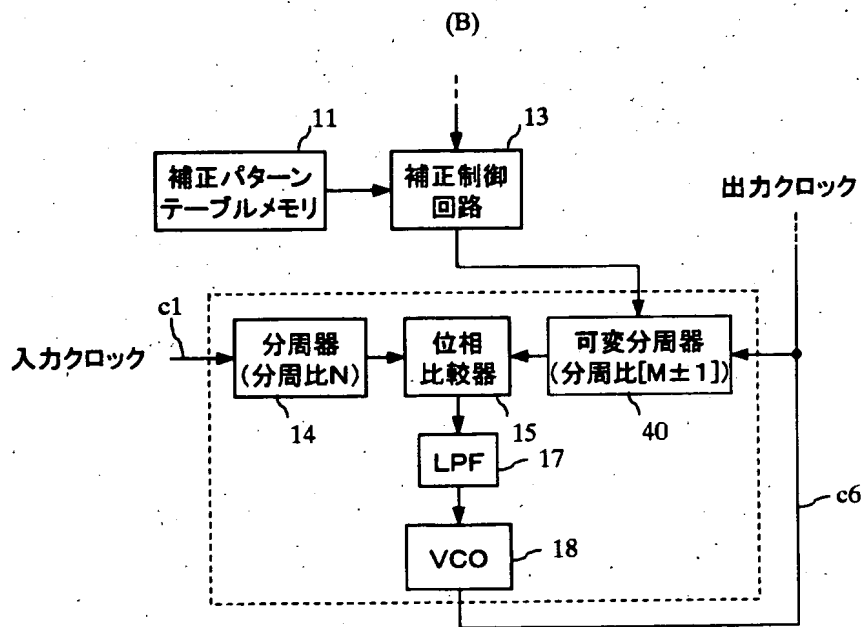 (B)
11
13
補正パターン
テーブルメモリ
補正制御
回路
出力クロック
c1
入力クロック
分周器
(分周比N)
位相
比較器
可変分周器
(分周比[M±1])
14
15
40
LPF
17
c6
VCO
18